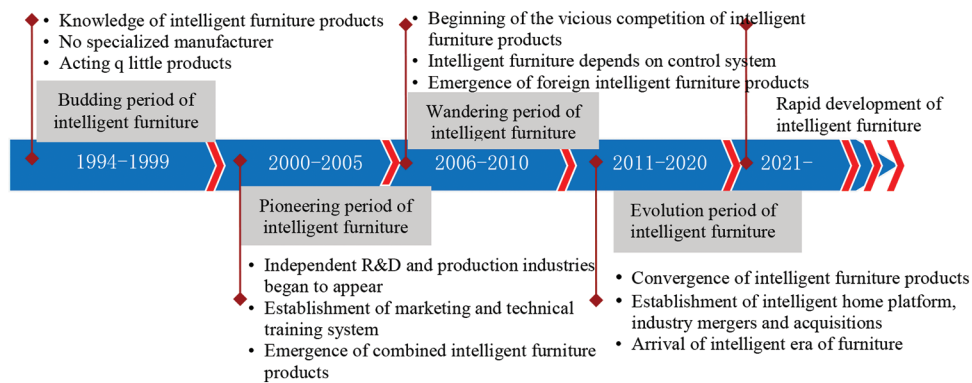 • Knowledge of intelligent furniture products
• No specialized manufacturer
• Acting q little products
Budding period of
intelligent furniture
1994-1999
2000-2005
Pioneering period of
intelligent furniture
• Independent R&D and production industries
began to appear
• Establishment of marketing and technical
training system
• Emergence of combined intelligent furniture
products
• Beginning of the vicious competition of intelligent
furniture products
• Intelligent furniture depends on control system
• Emergence of foreign intelligent furniture products
Wandering period of
intelligent furniture
2006-2010
2011-2020
Evolution period of
intelligent furniture
• Convergence of intelligent furniture products
• Establishment of intelligent home platform,
industry mergers and acquisitions
• Arrival of intelligent era of furniture
Rapid development of
intelligent furniture
2021-